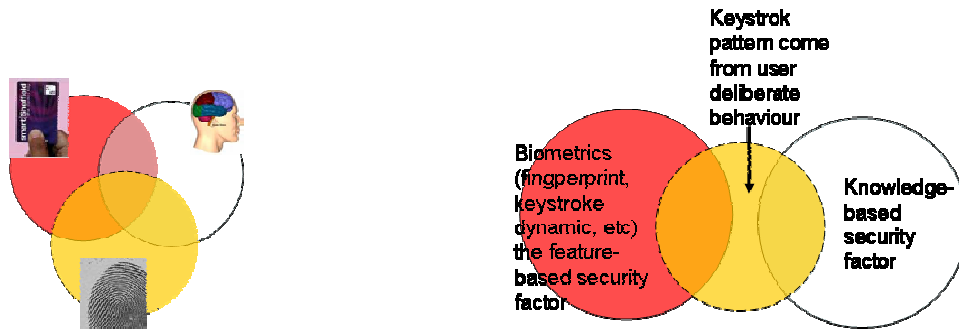 smartSheffield
Keystrok
pattern come
from user
deliberate
behaviour
Biometrics
(fingperprint,
keystroke
dynamic, etc)
the feature-
based security
factor
Knowledge-
based
security
factor